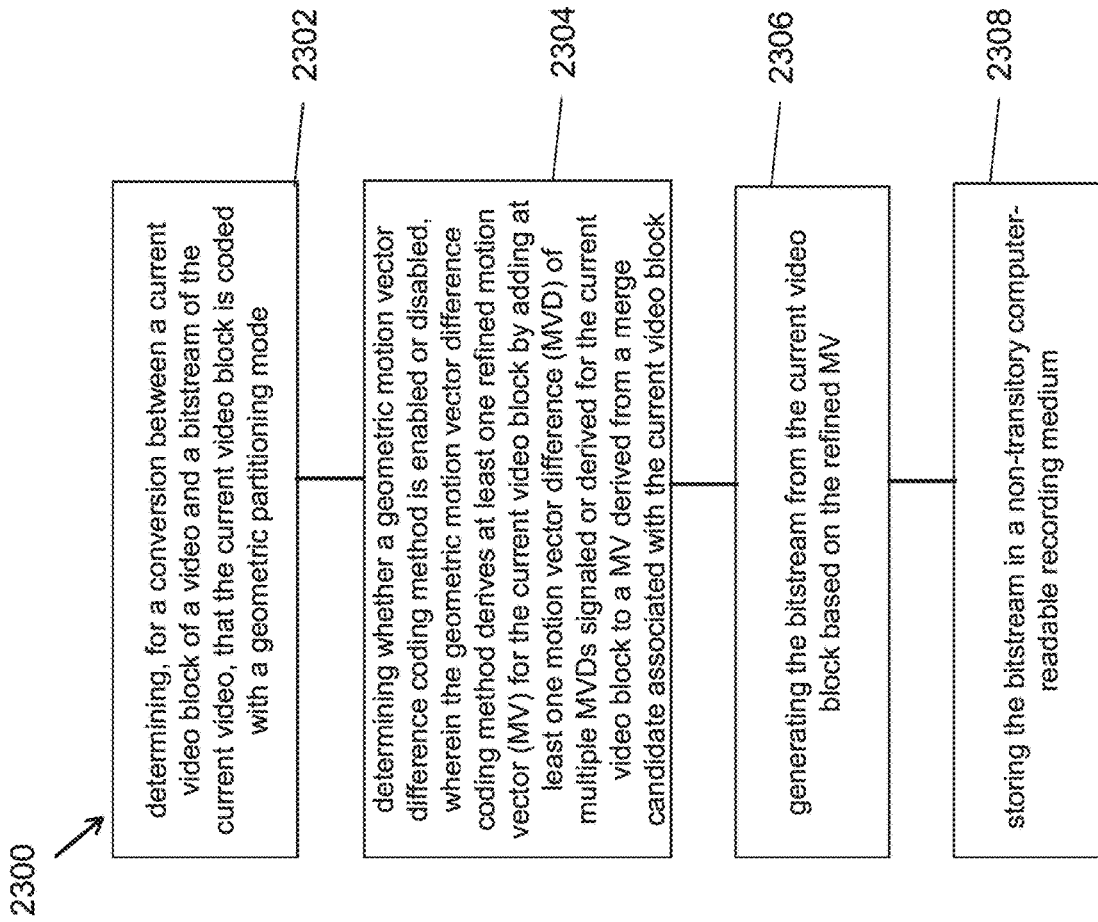 2300
determining, for a conversion between a current
video block of a video and a bitstream of the
current video, that the current video block is coded
with a geometric partitioning mode
2302
determining whether a geometric motion vector
difference coding method is enabled or disabled,
wherein the geometric motion vector difference
coding method derives at least one refined motion
vector (MV) for the current video block by adding at
least one motion vector difference (MVD) of
multiple MVDs signaled or derived for the current
video block to a MV derived from a merge
candidate associated with the current video block
2304
generating the bitstream from the current video
block based on the refined MV
2306
storing the bitstream in a non-transitory computer-
readable recording medium
2308